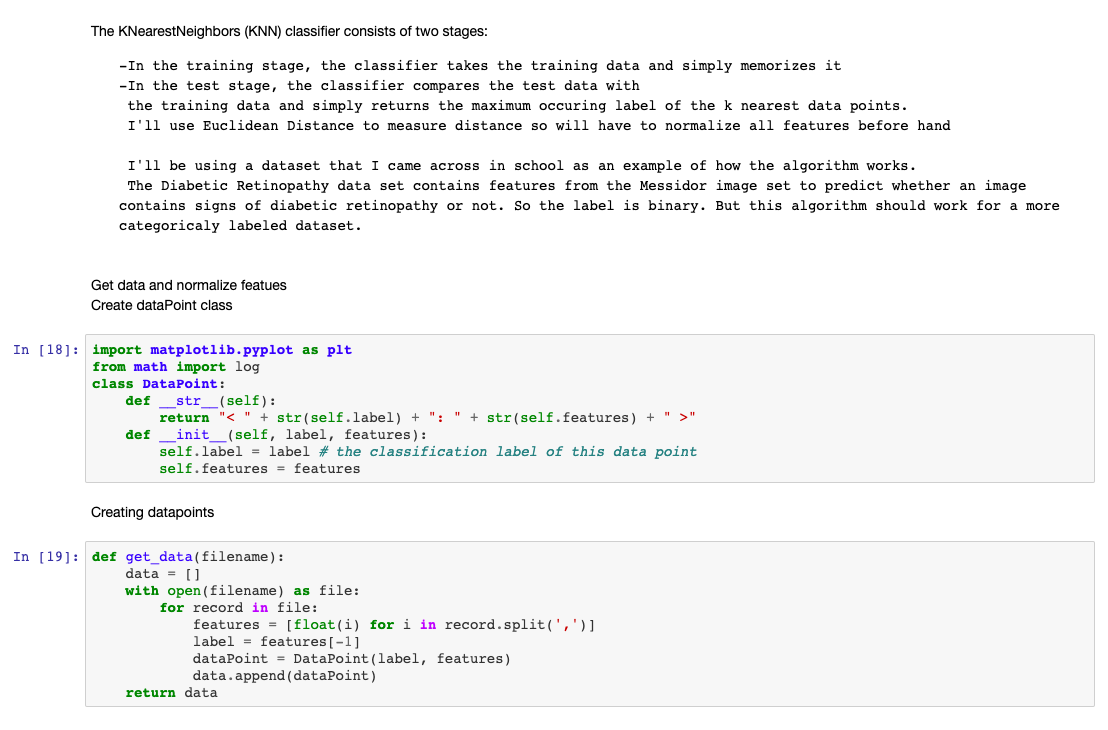 The KNearestNeighbors (KNN) classifier consists of two stages:
-In the training stage, the classifier takes the training data and simply memorizes it
-In the test stage, the classifier compares the test data with
the training data and simply returns the maximum occuring label of the k nearest data points.
I'll use Euclidean Distance to measure distance so will have to normalize all features before hand
I'll be using a dataset that I came across in school as an example of how the algorithm works.
The Diabetic Retinopathy data set contains features from the Messidor image set to predict whether an image
contains signs of diabetic retinopathy or not. So the label is binary. But this algorithm should work for a more
categoricaly labeled dataset.
Get data and normalize featues
Create dataPoint class
In [18]: import matplotlib.pyplot as plt
from math import log
class DataPoint:
    def __str__(self):
        return "< " + str(self.label) + ": " + str(self.features) + " >"
    def __init__(self, label, features):
        self.label = label # the classification label of this data point
        self.features = features
Creating datapoints
In [19]: def get_data(filename):
    data = []
    with open(filename) as file:
        for record in file:
            features = [float(i) for i in record.split(',')]
            label = features[-1]
            dataPoint = DataPoint(label, features)
            data.append(dataPoint)
    return data